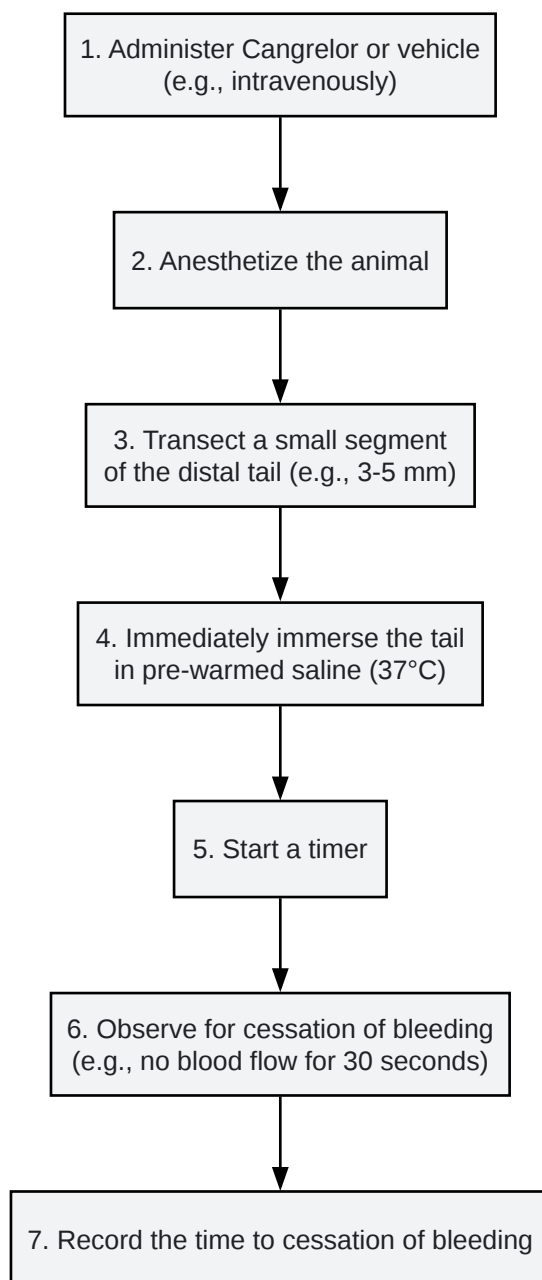 1. Administer Cangrelor or vehicle
(e.g., intravenously)
2. Anesthetize the animal
3. Transect a small segment
of the distal tail (e.g., 3-5 mm)
4. Immediately immerse the tail
in pre-warmed saline (37°C)
5. Start a timer
6. Observe for cessation of bleeding
(e.g., no blood flow for 30 seconds)
7. Record the time to cessation of bleeding